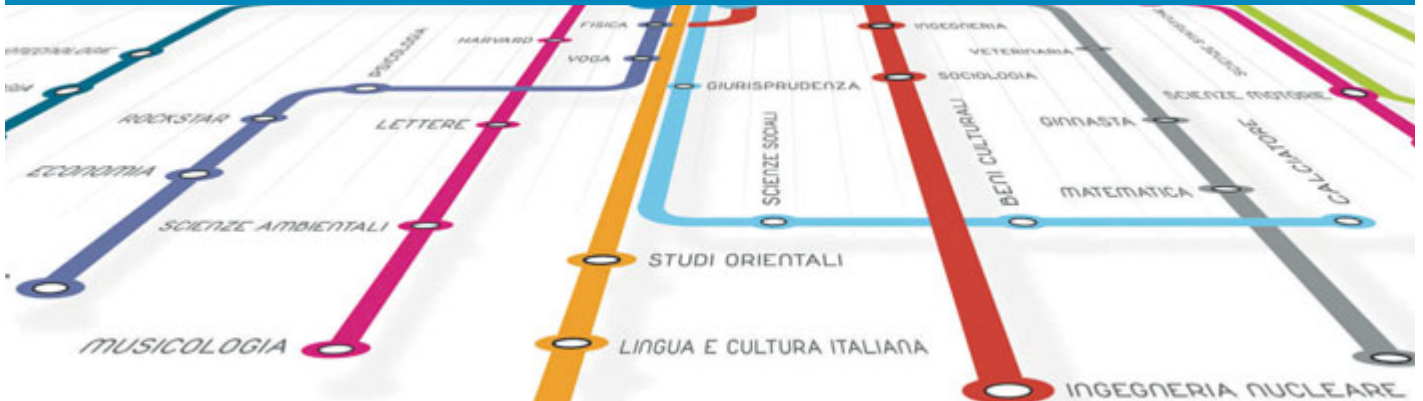 FISICA
INGEGNERIA
HARVARD
VETERINARIA
PSICOLOGIA
YOGA
SOCIOLOGIA
GIURISPRUDENZA
SCIENZE MOTORIE
ROCKSTAR
LETTERE
GINNASTA
SCIENZE SOCIALI
BENI CULTURALI
CALCIATORE
ECONOMIA
MATEMATICA
SCIENZE AMBIENTALI
STUDI ORIENTALI
MUSICOLOGIA
LINGUA E CULTURA ITALIANA
INGEGNERIA NUCLEARE